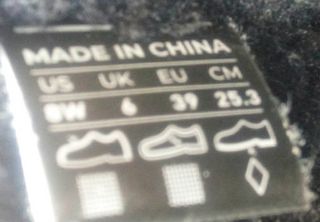 MADE IN CHINA
US UK EU CM
8W 6 39 25.3